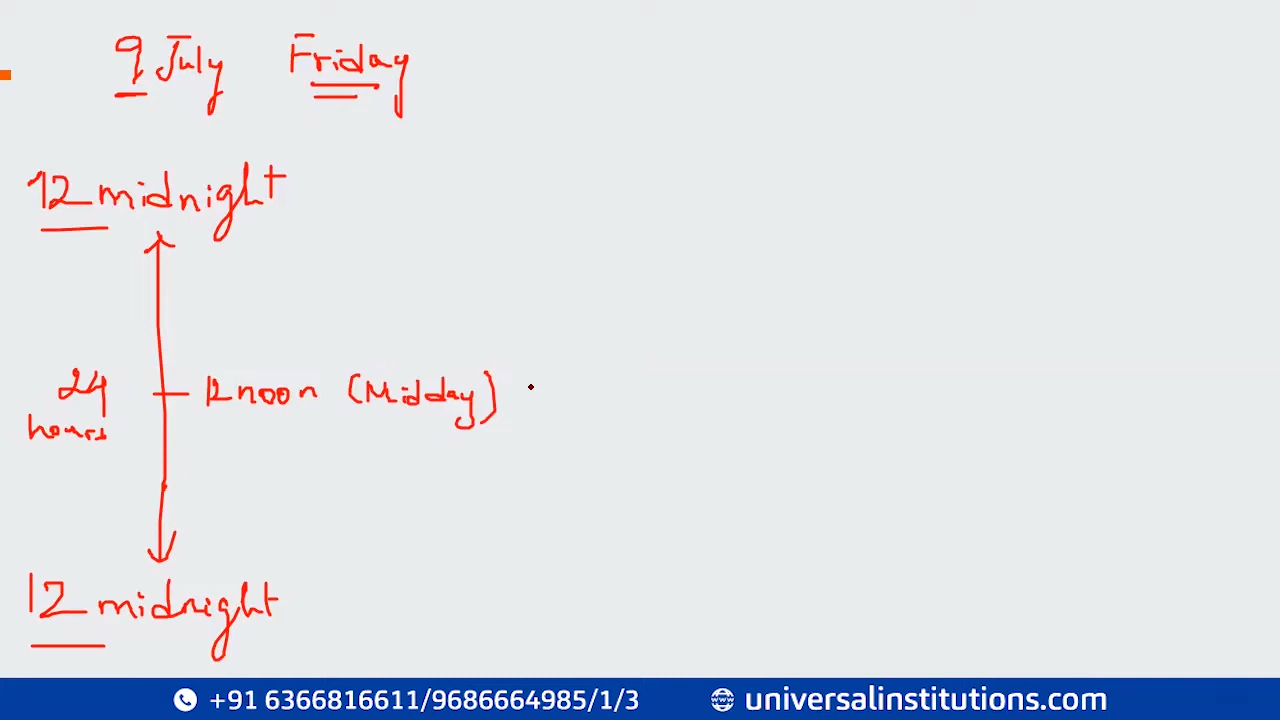 9 July Friday
12 midnight
24 hours
12 noon (Midday)
12 midnight
+91 6366816611/9686664985/1/3 www universalinstitutions.com